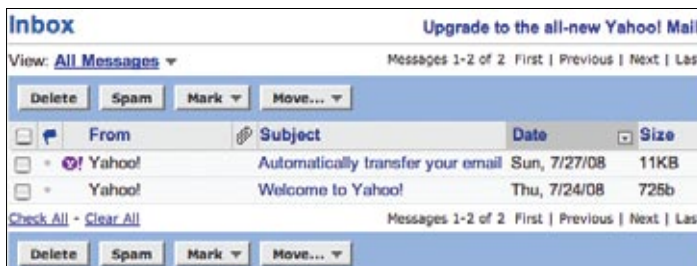 Inbox Upgrade to the all-new Yahoo! Mail
View: All Messages Messages 1-2 of 2 First | Previous | Next | Las
Delete Spam Mark Move...
From Subject Date Size
Y! Yahoo! Automatically transfer your email Sun, 7/27/08 11KB
Yahoo! Welcome to Yahoo! Thu, 7/24/08 725b
Check All - Clear All Messages 1-2 of 2 First | Previous | Next | Las
Delete Spam Mark Move...